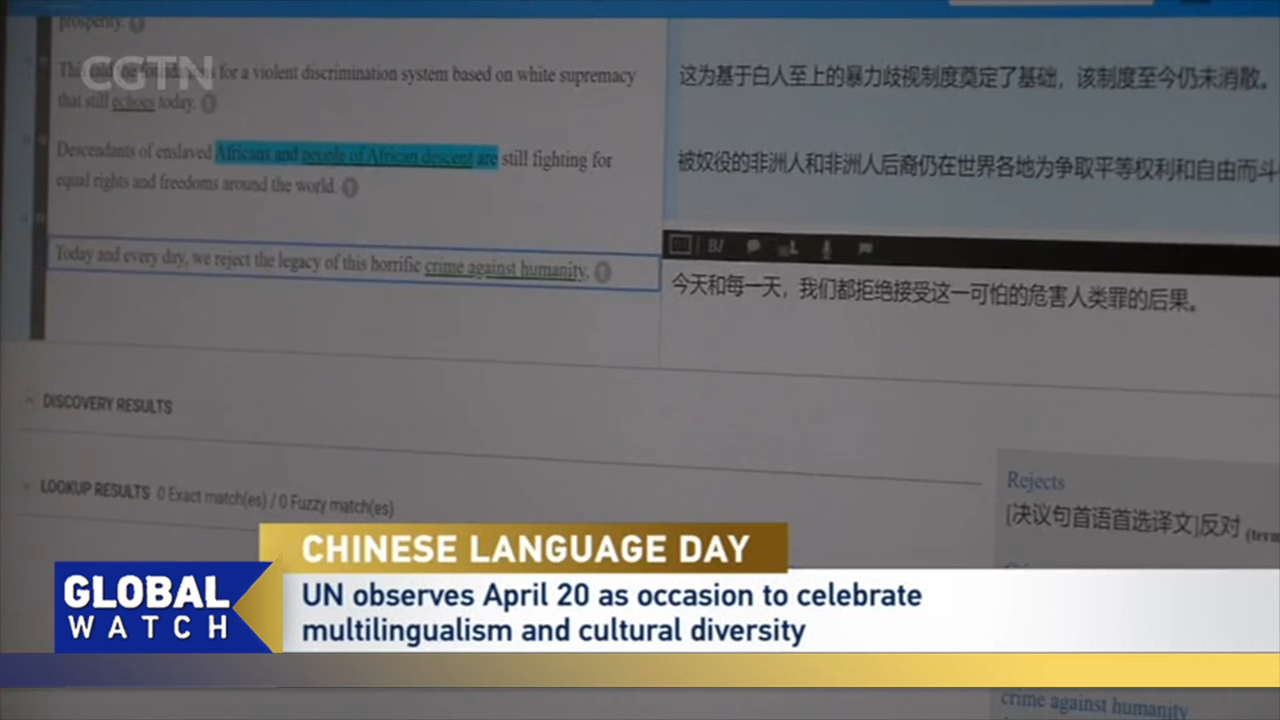 prosperity.
CGTN
This laid the foundations for a violent discrimination system based on white supremacy
that still echoes today.
这为基于白人至上的暴力歧视制度奠定了基础，该制度至今仍未消散。
Descendants of enslaved Africans and people of African descent are still fighting for
equal rights and freedoms around the world.
被奴役的非洲人和非洲人后裔仍在世界各地为争取平等权利和自由而斗
Today and every day, we reject the legacy of this horrific crime against humanity.
今天和每一天，我们都拒绝接受这一可怕的危害人类罪的后果。
DISCOVERY RESULTS
LOOKUP RESULTS 0 Exact match(es) / 0 Fuzzy match(es)
Rejects
[决议句首语首选译文]反对 (term
CHINESE LANGUAGE DAY
GLOBAL
WATCH
UN observes April 20 as occasion to celebrate
multilingualism and cultural diversity
crime against humanity